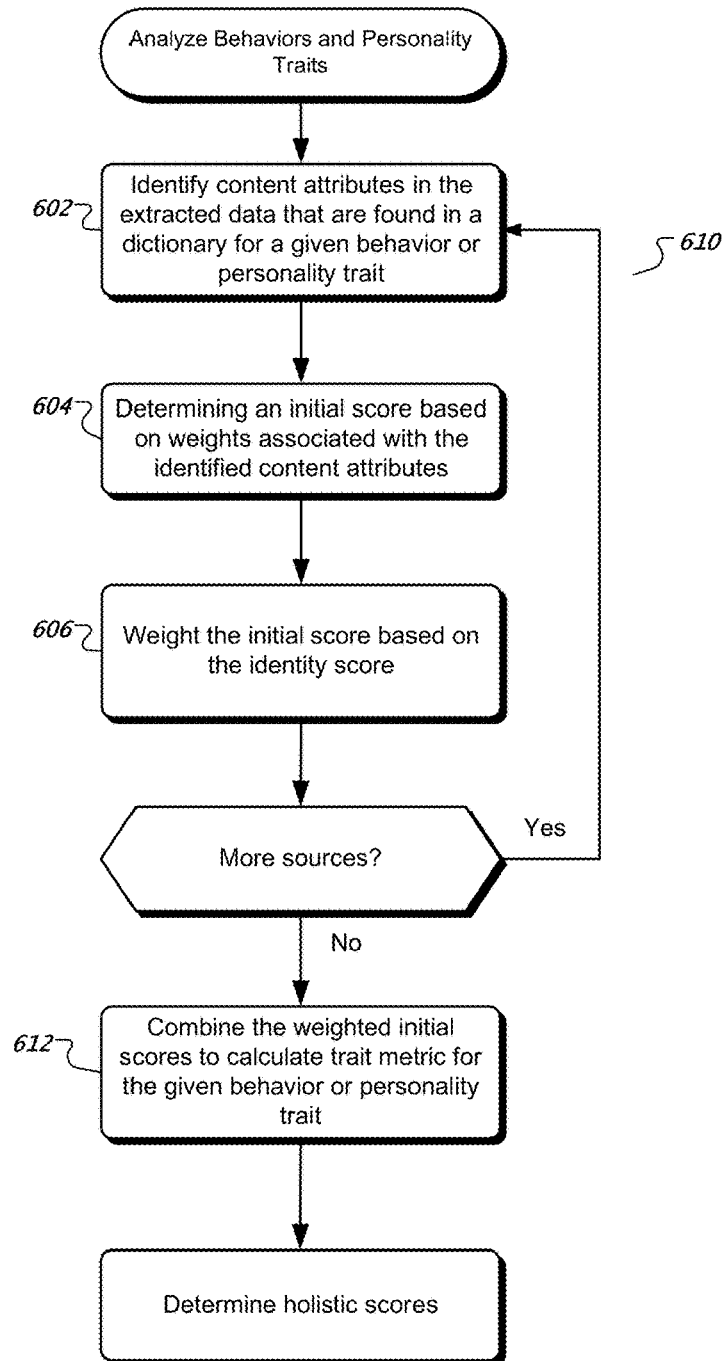 Analyze Behaviors and Personality
Traits
602
Identify content attributes in the
extracted data that are found in a
dictionary for a given behavior or
personality trait
610
604
Determining an initial score based
on weights associated with the
identified content attributes
606
Weight the initial score based on
the identity score
More sources?
Yes
No
612
Combine the weighted initial
scores to calculate trait metric for
the given behavior or personality
trait
Determine holistic scores